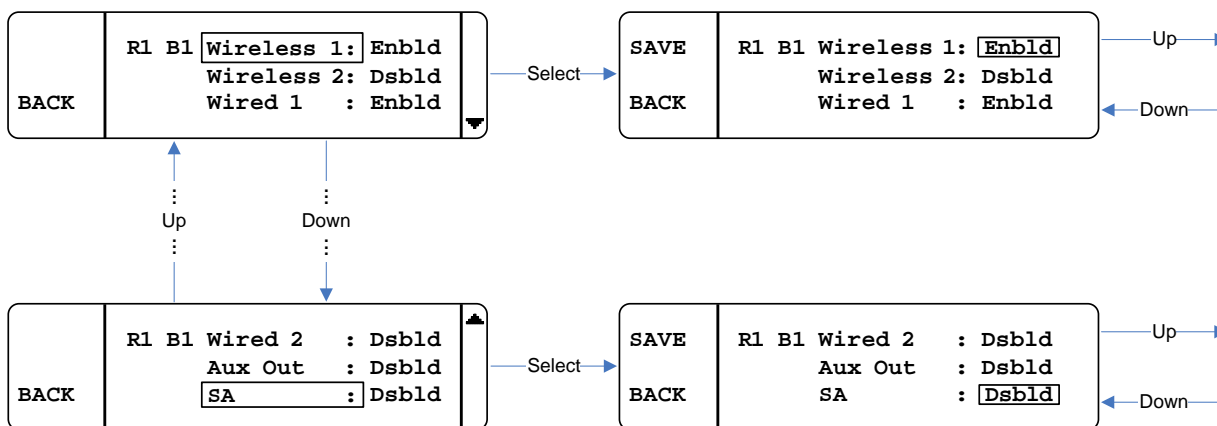 R1 B1 Wireless 1: Enbld
Wireless 2: Dsbld
BACK Wired 1 : Enbld
Select
SAVE R1 B1 Wireless 1: Enbld
Wireless 2: Dsbld
BACK Wired 1 : Enbld
Up
Down
Up
Down
R1 B1 Wired 2 : Dsbld
Aux Out : Dsbld
BACK SA : Dsbld
Select
SAVE R1 B1 Wired 2 : Dsbld
Aux Out : Dsbld
BACK SA : Dsbld
Up
Down